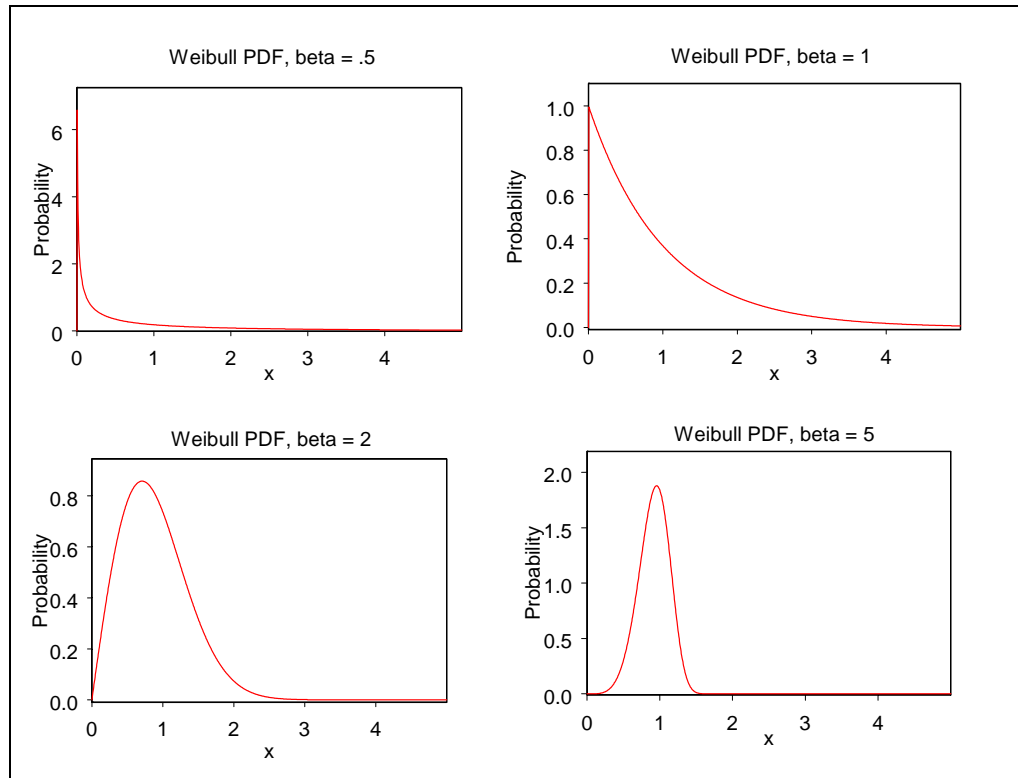 Weibull PDF, beta = .5
Probability
6
4
2
0
0 1 2 3 4
x
Weibull PDF, beta = 1
Probability
1.0
0.8
0.6
0.4
0.2
0.0
0 1 2 3 4
x
Weibull PDF, beta = 2
Probability
0.8
0.6
0.4
0.2
0.0
0 1 2 3 4
x
Weibull PDF, beta = 5
Probability
2.0
1.5
1.0
0.5
0.0
0 1 2 3 4
x